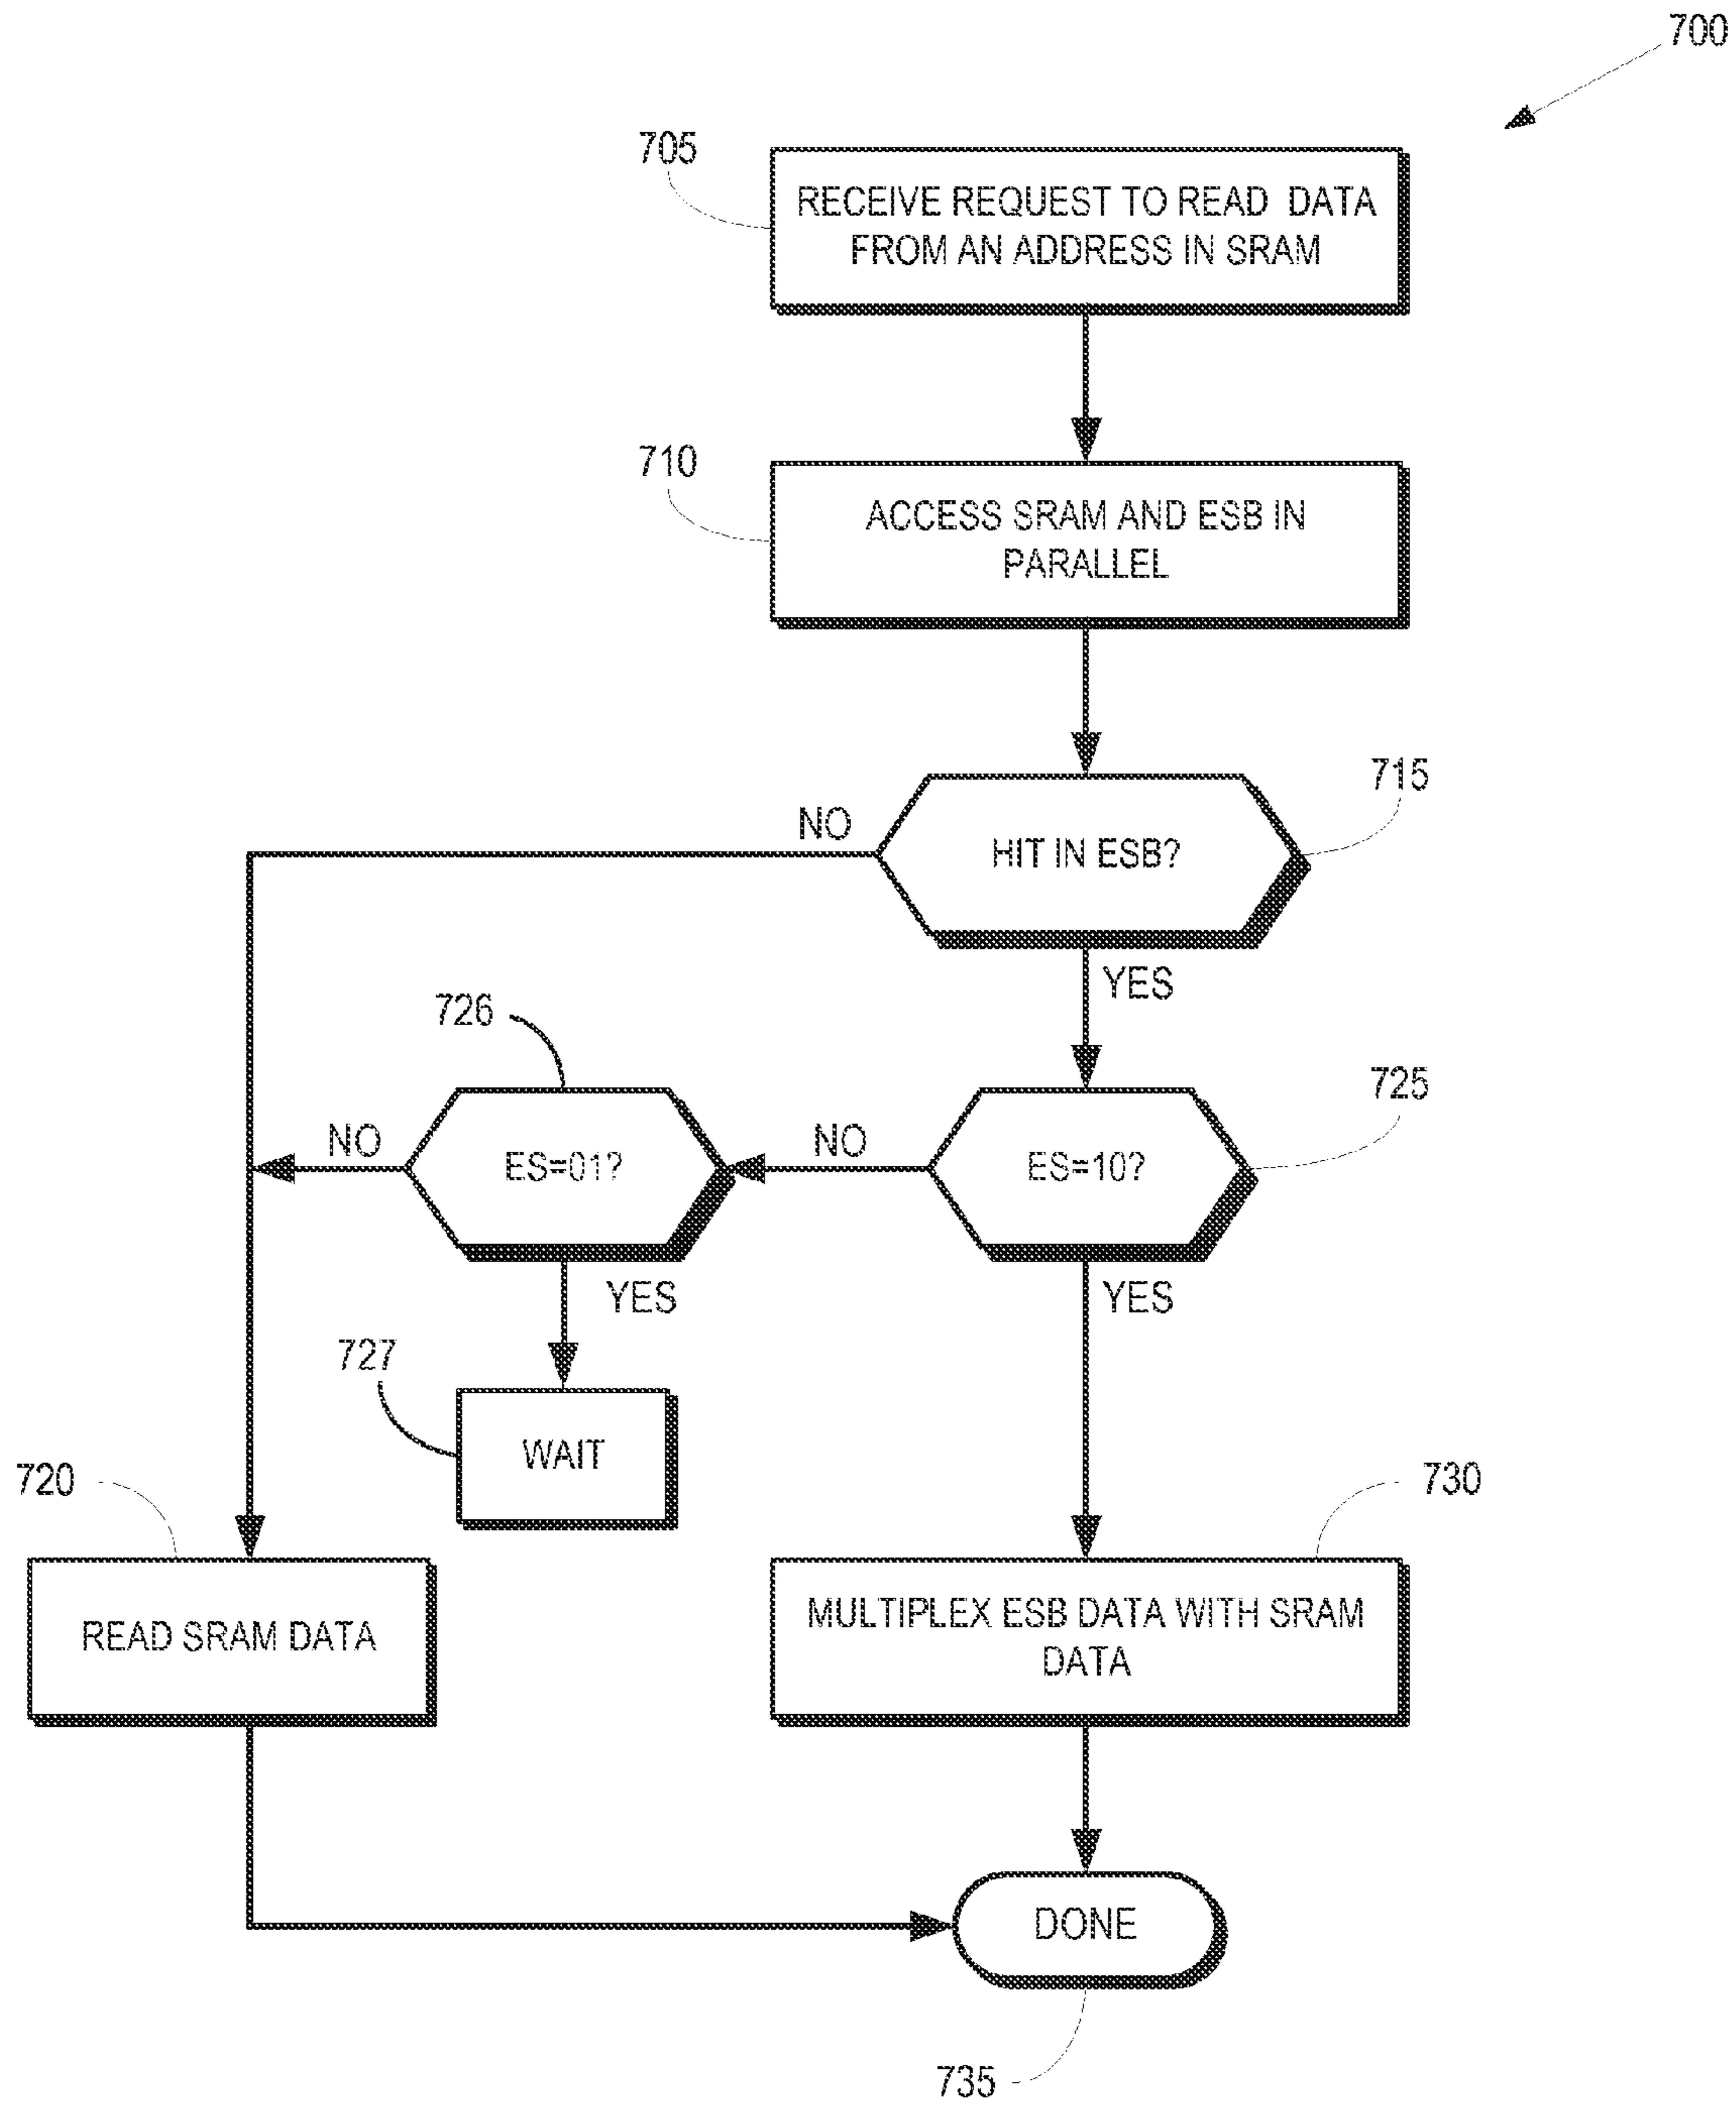 700
705
RECEIVE REQUEST TO READ DATA
FROM AN ADDRESS IN SRAM
710
ACCESS SRAM AND ESB IN
PARALLEL
715
NO
HIT IN ESB?
YES
726
725
NO
ES=01?
NO
ES=10?
YES
YES
727
WAIT
720
730
READ SRAM DATA
MULTIPLEX ESB DATA WITH SRAM
DATA
DONE
735